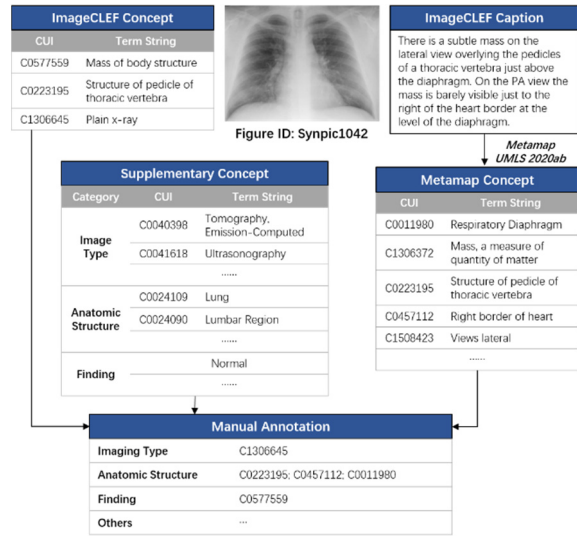 ImageCLEF Concept
CUI Term String
C0577559 Mass of body structure
C0223195 Structure of pedicle of
thoracic vertebra
C1306645 Plain x-ray
Figure ID: Synpic1042
ImageCLEF Caption
There is a subtle mass on the
lateral view overlying the pedicles
of a thoracic vertebra just above
the diaphragm. On the PA view the
mass is barely visible just to the
right of the heart border at the
level of the diaphragm.
Metamap
UMLS 2020ab
Supplementary Concept
Category CUI Term String
Image
Type
C0040398 Tomography,
Emission-Computed
C0041618 Ultrasonography
......
Anatomic
Structure
C0024109 Lung
C0024090 Lumbar Region
......
Finding
Normal
......
Metamap Concept
CUI Term String
C0011980 Respiratory Diaphragm
C1306372 Mass, a measure of
quantity of matter
C0223195 Structure of pedicle of
thoracic vertebra
C0457112 Right border of heart
C1508423 Views lateral
......
Manual Annotation
Imaging Type C1306645
Anatomic Structure C0223195; C0457112; C0011980
Finding C0577559
Others ...